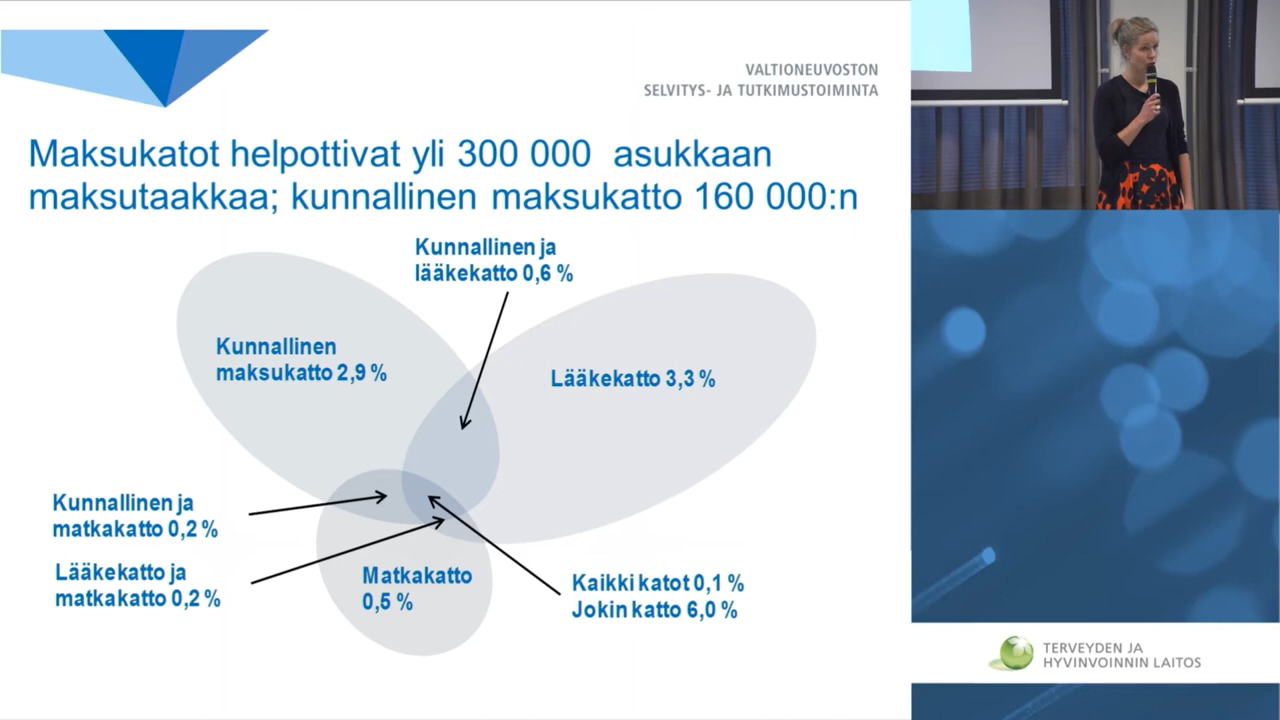 VALTIONEUVOSTON
SELVITYS- JA TUTKIMUSTOIMINTA
Maksukatot helpottivat yli 300 000 asukkaan
maksutaakkaa; kunnallinen maksukatto 160 000:n
Kunnallinen ja
lääkekatto 0,6 %
Kunnallinen
maksukatto 2,9 %
Lääkekatto 3,3 %
Kunnallinen ja
matkakatto 0,2 %
Lääkekatto ja
matkakatto 0,2 %
Matkakatto
0,5 %
Kaikki katot 0,1 %
Jokin katto 6,0 %
TERVEYDEN JA
HYVINVOINNIN LAITOS